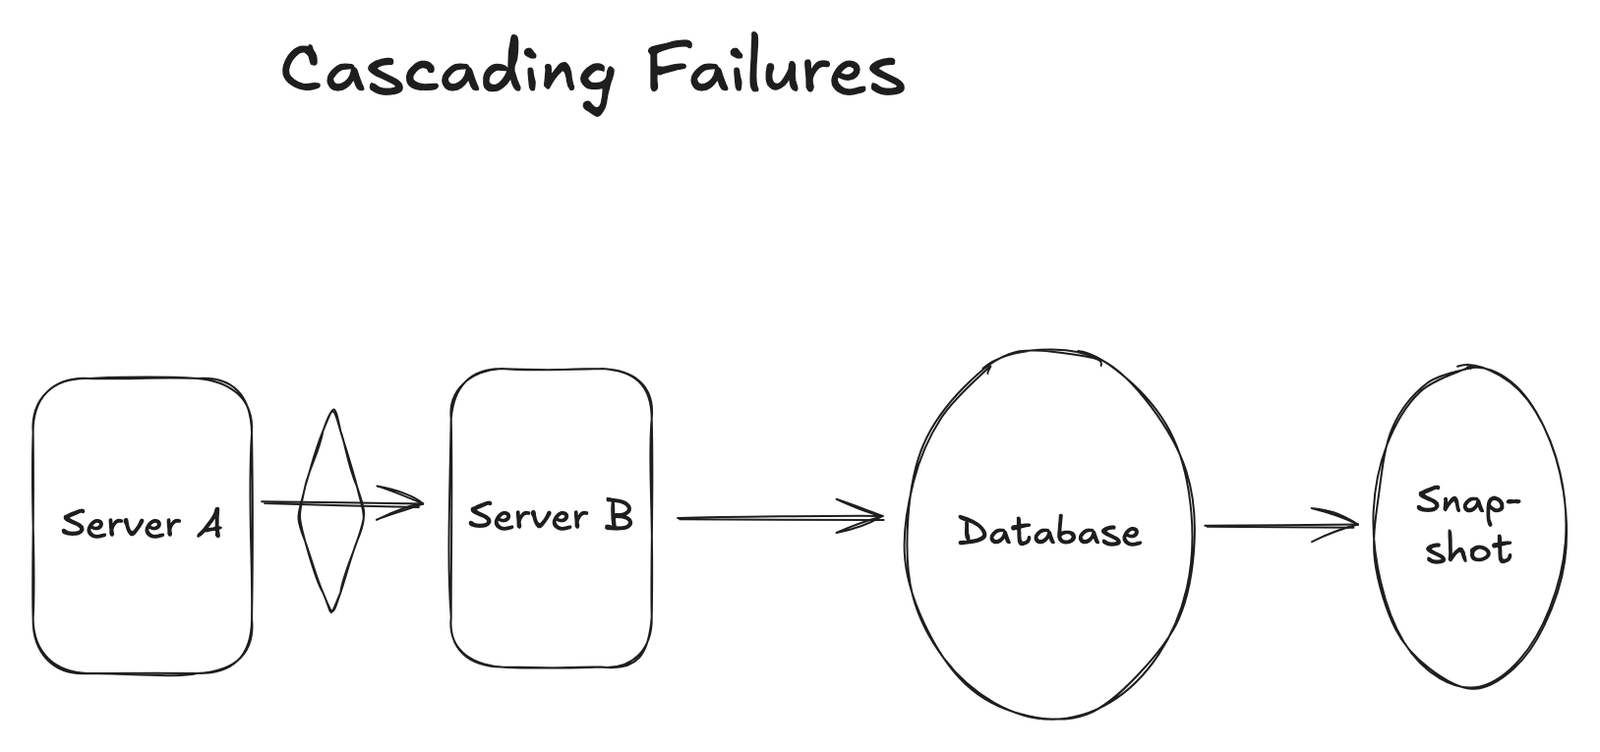 Cascading Failures
Server A
Server B
Database
Snap-
shot